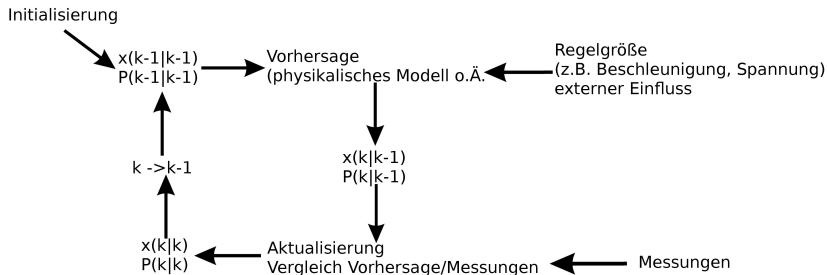 Initialisierung
x(k-1|k-1)
P(k-1|k-1)
Vorhersage
(physikalisches Modell o.Ä.
Regelgröße
(z.B. Beschleunigung, Spannung)
externer Einfluss
x(k|k-1)
P(k|k-1)
k ->k-1
x(k|k)
P(k|k)
Aktualisierung
Vergleich Vorhersage/Messungen
Messungen